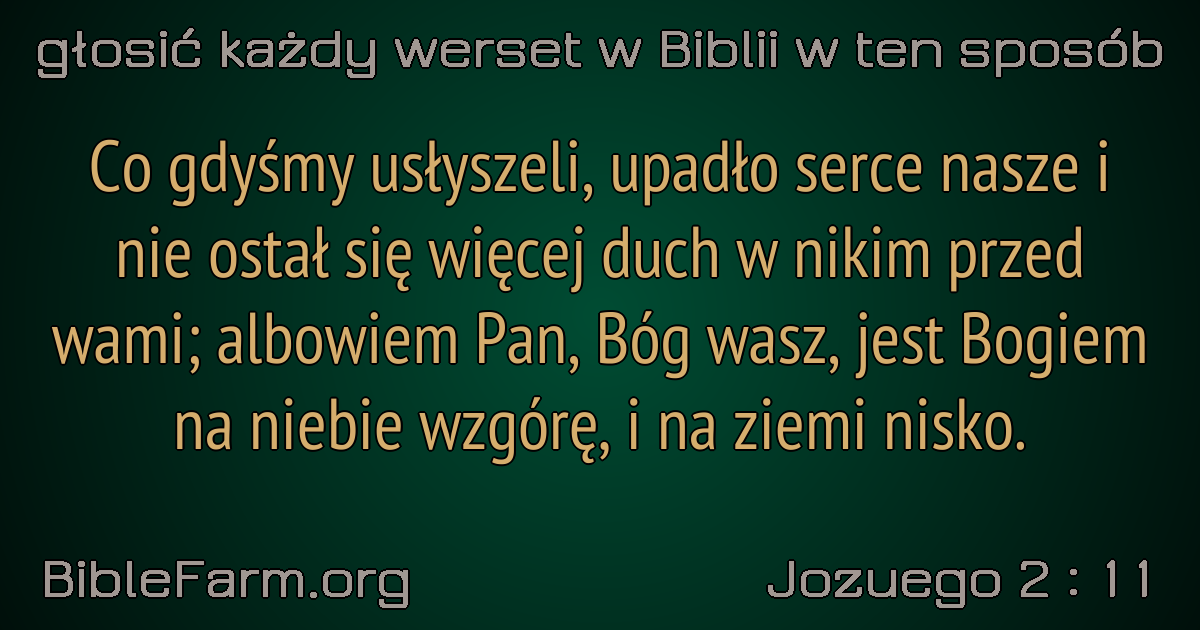 głosić każdy werset w Biblii w ten sposób
Co gdyśmy usłyszeli, upadło serce nasze i
nie ostał się więcej duch w nikim przed
wami; albowiem Pan, Bóg wasz, jest Bogiem
na niebie wzgórę, i na ziemi nisko.
BibleFarm.org
Jozuego 2 : 11